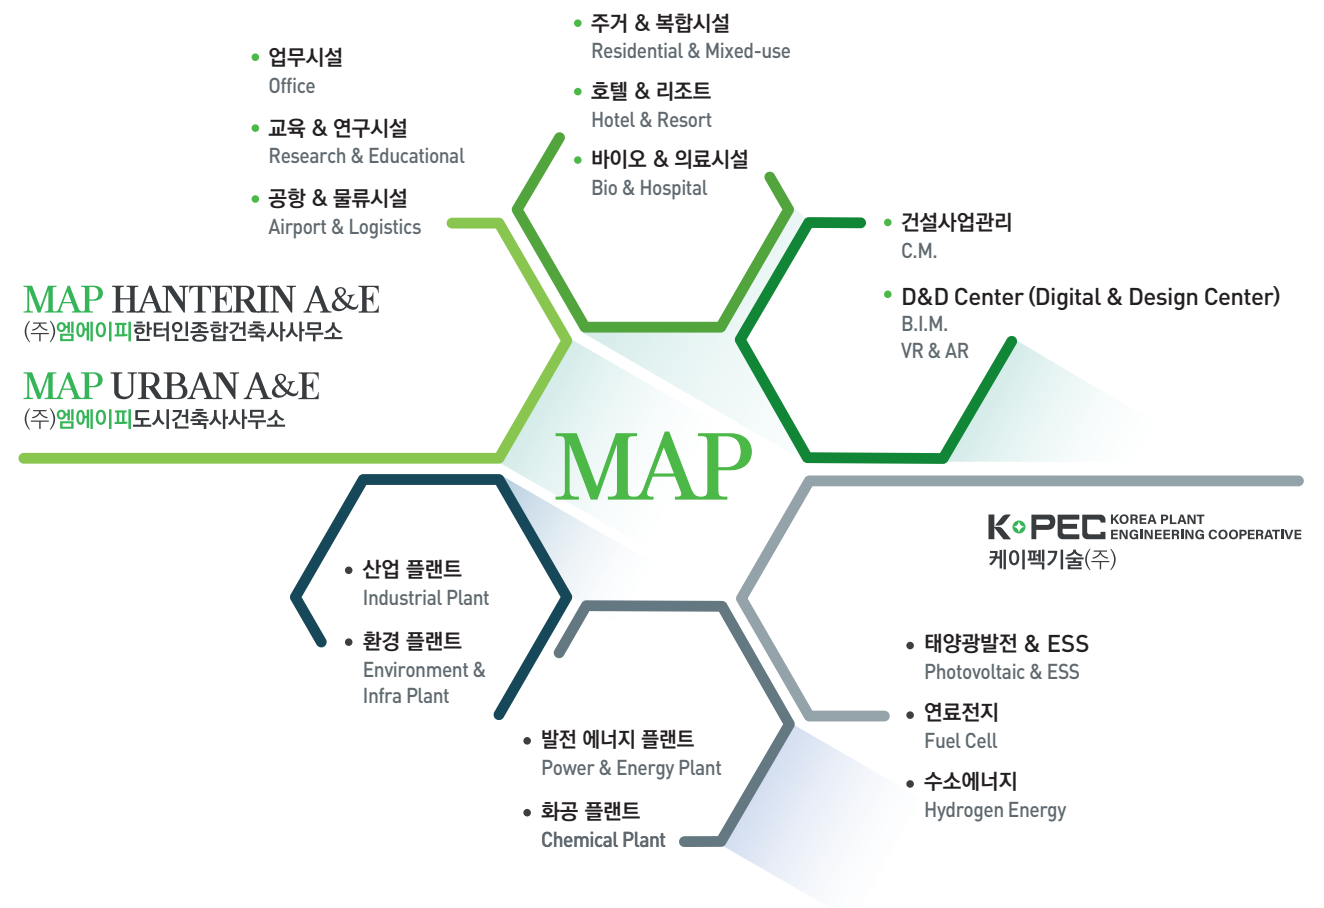 업무시설
Office
교육 & 연구시설
Research & Educational
공항 & 물류시설
Airport & Logistics
주거 & 복합시설
Residential & Mixed-use
호텔 & 리조트
Hotel & Resort
바이오 & 의료시설
Bio & Hospital
건설사업관리
C.M.
D&D Center (Digital & Design Center)
B.I.M.
VR & AR
MAP HANTERIN A&E
(주)엠에이피한터인종합건축사사무소
MAP URBAN A&E
(주)엠에이피도시건축사사무소
MAP
K PEC KOREA PLANT
ENGINEERING COOPERATIVE
케이펙기술(주)
산업 플랜트
Industrial Plant
환경 플랜트
Environment &
Infra Plant
발전 에너지 플랜트
Power & Energy Plant
화공 플랜트
Chemical Plant
태양광발전 & ESS
Photovoltaic & ESS
연료전지
Fuel Cell
수소에너지
Hydrogen Energy